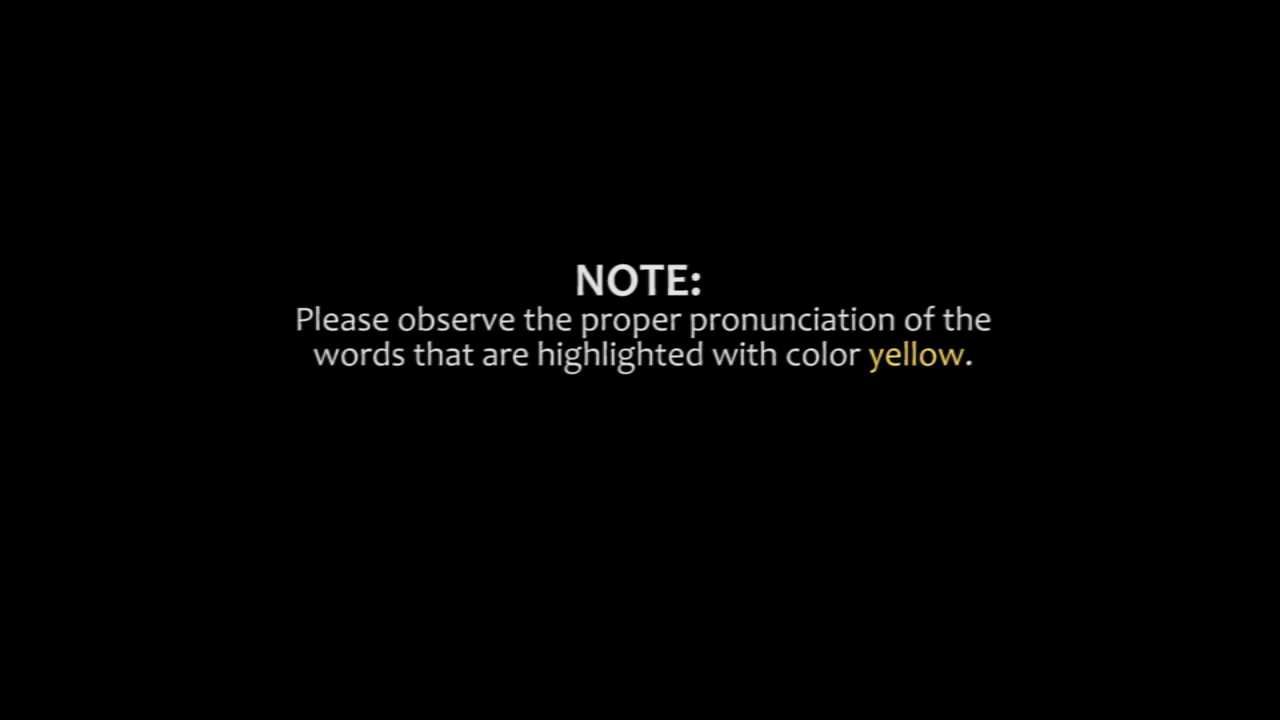 NOTE:
Please observe the proper pronunciation of the
words that are highlighted with color yellow.